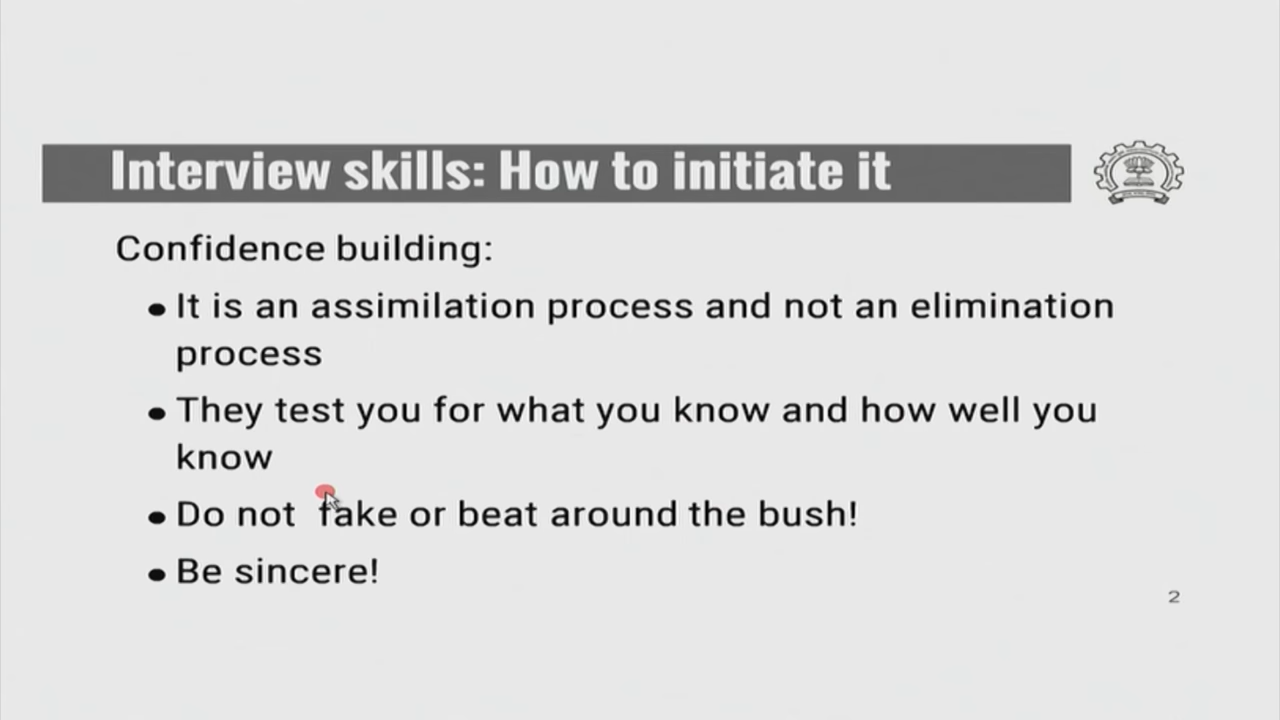 Interview skills: How to initiate it
Confidence building:
• It is an assimilation process and not an elimination
process
• They test you for what you know and how well you
know
• Do not fake or beat around the bush!
• Be sincere!
2